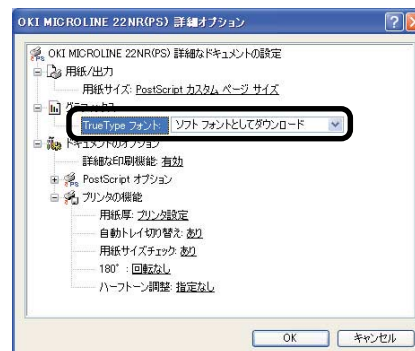 OKI MICROLINE 22NR(PS) 詳細オプション
OKI MICROLINE 22NR(PS) 詳細なドキュメントの設定
用紙/出力
用紙サイズ: PostScript カスタム ページ サイズ
グラフィックス
TrueType フォント: ソフト フォントとしてダウンロード
ドキュメントのオプション
詳細な印刷機能: 有効
PostScript オプション
プリンタの機能
用紙厚: プリンタ設定
自動トレイ切り替え: あり
用紙サイズチェック: あり
180°: 回転なし
ハーフトーン調整: 指定なし
OK キャンセル